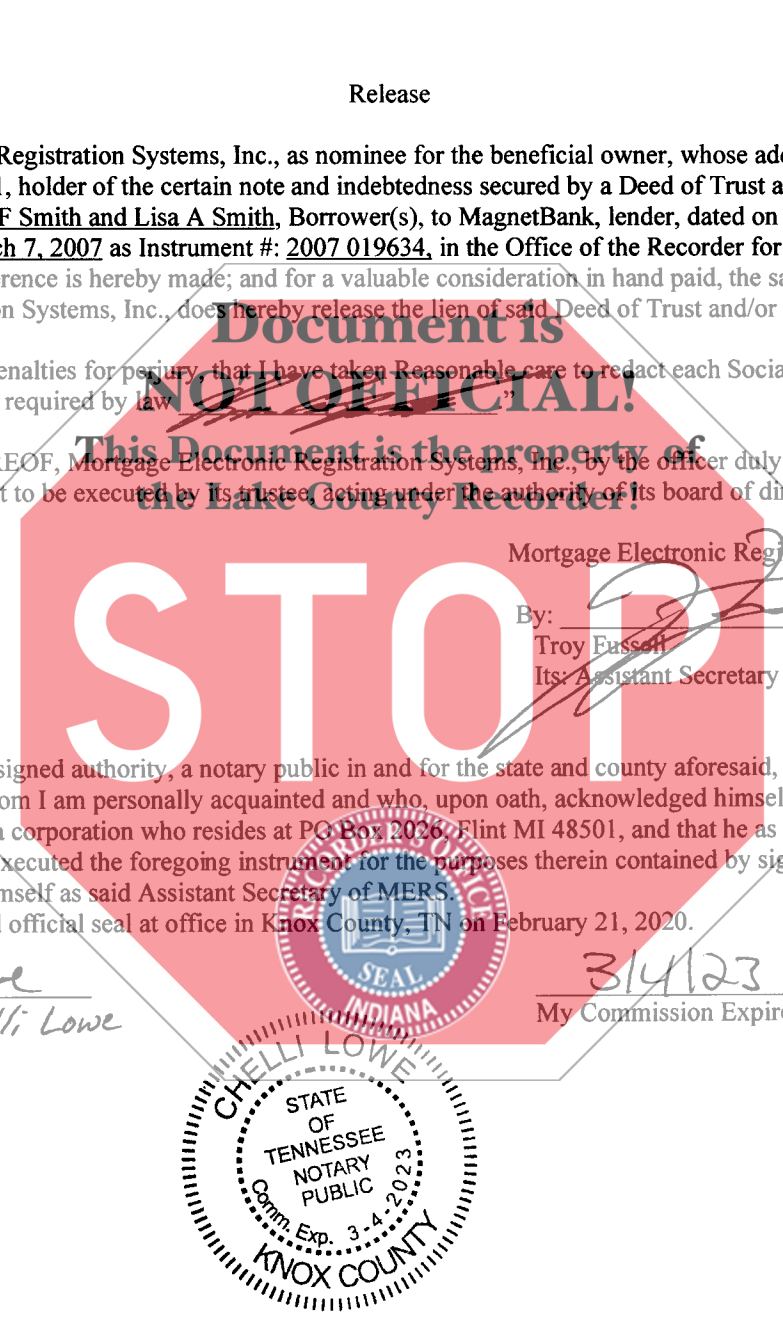 Release
Registration Systems, Inc., as nominee for the beneficial owner, whose
, holder of the certain note and indebtedness secured by a Deed of Trust
F Smith and Lisa A Smith, Borrower(s), to MagnetBank, lender, dated on
ch 7, 2007 as Instrument #: 2007 019634, in the Office of the Recorder for
erence is hereby made; and for a valuable consideration in hand paid, the sa
n Systems, Inc., does hereby release the lien of said Deed of Trust and/or
Document is
enalties for perjury, that I have taken Reasonable care to redact each Socia
NOT OFFICIAL!
required by law ."
This Document is the property of
EOF, Mortgage Electronic Registration Systems, Inc., by the officer duly
t to be executed by its trustee, acting under the authority of its board of di
the Lake County Recorder!
Mortgage Electronic Regi
By:
Troy Fussell
Its: Assistant Secretary
STOP
signed authority, a notary public in and for the state and county aforesaid,
om I am personally acquainted and who, upon oath, acknowledged himsel
a corporation who resides at PO Box 2026, Flint MI 48501, and that he as
xecuted the foregoing instrument for the purposes therein contained by sig
mself as said Assistant Secretary of MERS.
l official seal at office in Knox County, TN on February 21, 2020.
RECORDER'S OFFICE
SEAL
INDIANA
3/4/23
lli Lowe
My Commission Expire
CHELLI LOWE
STATE
OF
TENNESSEE
NOTARY
PUBLIC
Comm. Exp. 3-4-2023
KNOX COUNTY